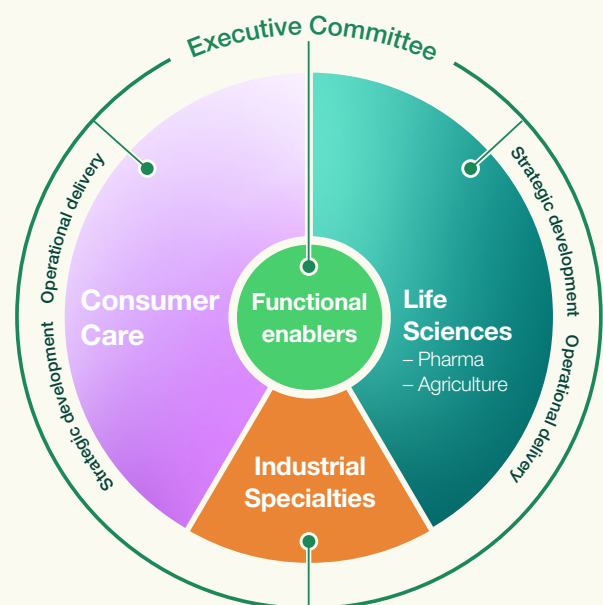 Executive Committee
Operational delivery
Strategic development
Strategic development
Operational delivery
Consumer
Care
Functional
enablers
Life
Sciences
– Pharma
– Agriculture
Industrial
Specialties